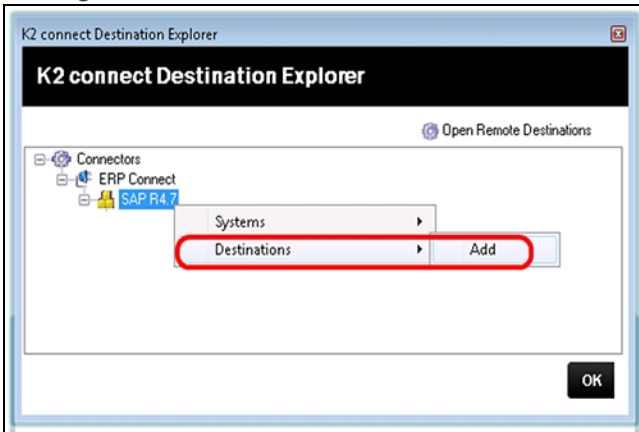 K2 connect Destination Explorer
K2 connect Destination Explorer
Open Remote Destinations
Connectors
ERP Connect
SAP R4.7
Systems
Destinations
Add
OK